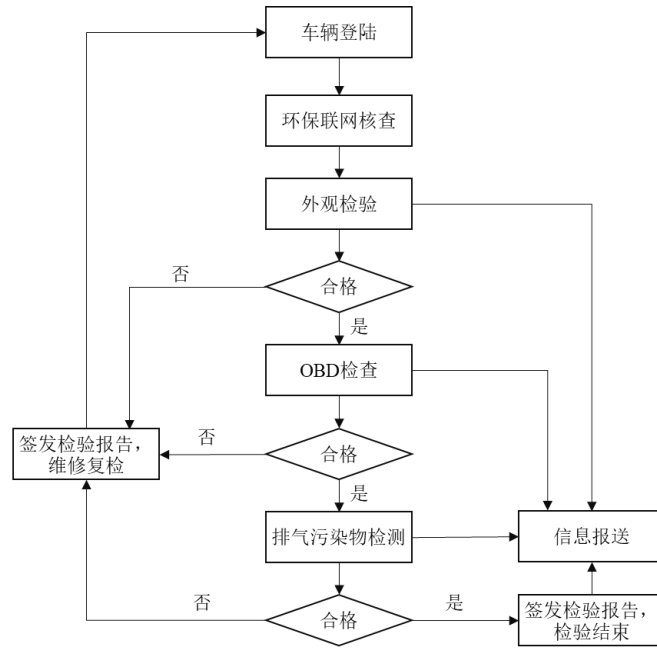 车辆登陆
环保联网核查
外观检验
否
合格
是
OBD检查
签发检验报告，
维修复检
否
合格
是
排气污染物检测
信息报送
否
合格
是
签发检验报告，
检验结束